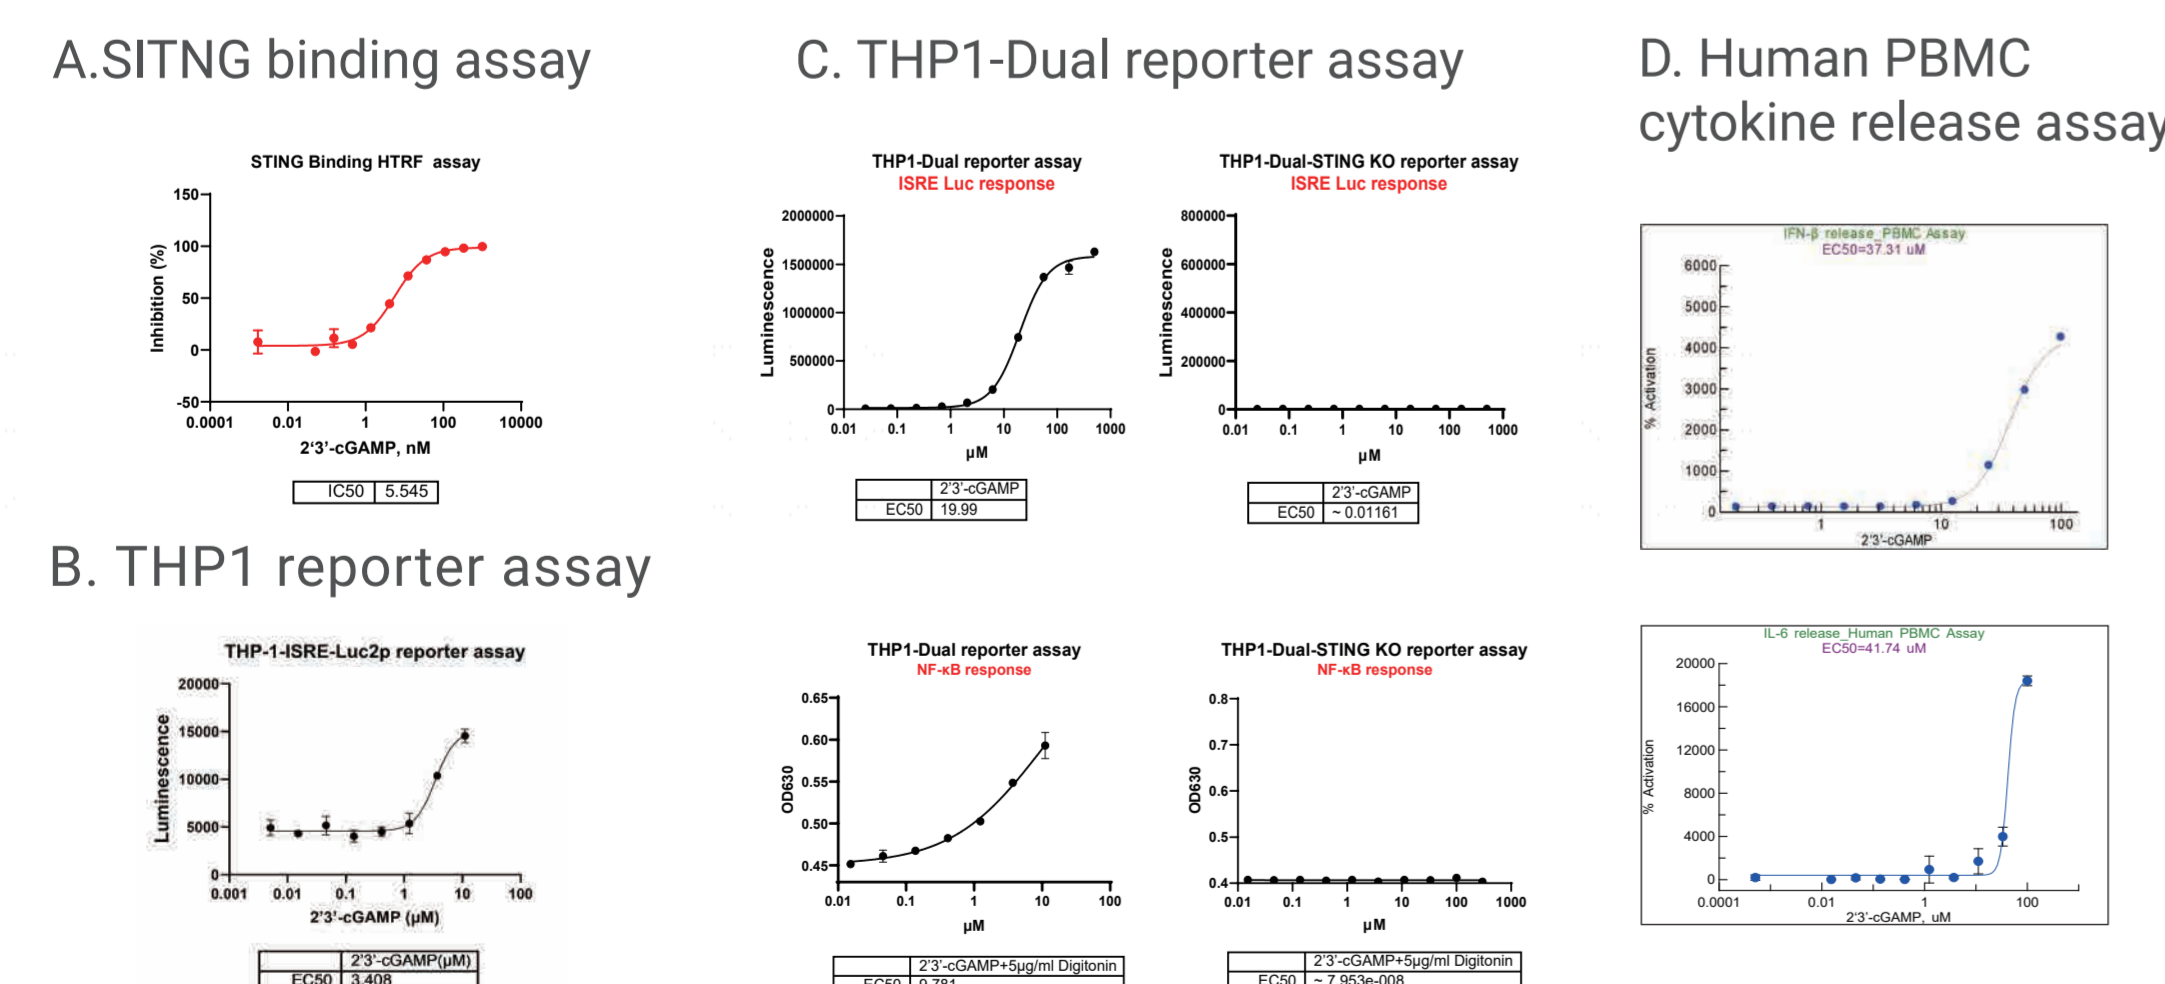 A.SITNG binding assay
STING Binding HTRF assay
150
100
50
0
-50
Inhibition (%)
0.0001 0.01 1 100 10000
2‘3’-cGAMP, nM
IC50 5.545
B. THP1 reporter assay
THP-1-ISRE-Luc2p reporter assay
20000
15000
10000
5000
0
Luminescence
0.001 0.01 0.1 1 10 100
2’3’-cGAMP (μM)
2’3’-cGAMP(μM)
EC50 3.408
C. THP1-Dual reporter assay
THP1-Dual reporter assay
ISRE Luc response
2000000
1500000
1000000
500000
0
Luminescence
0.01 0.1 1 10 100 1000
μM
2’3’-cGAMP
EC50 19.99
THP1-Dual-STING KO reporter assay
ISRE Luc response
800000
600000
400000
200000
0
Luminescence
0.01 0.1 1 10 100 1000
μM
2’3’-cGAMP
EC50 ~ 0.01161
THP1-Dual reporter assay
NF-κB response
0.65
0.60
0.55
0.50
0.45
OD630
0.01 0.1 1 10 100
μM
2’3’-cGAMP+5μg/ml Digitonin
EC50 9.781
THP1-Dual-STING KO reporter assay
NF-κB response
0.8
0.7
0.6
0.5
0.4
OD630
0.01 0.1 1 10 100 1000
μM
2’3’-cGAMP+5μg/ml Digitonin
EC50 ~ 7.953e-008
D. Human PBMC
cytokine release assay
IFN-β release_PBMC Assay
EC50=37.31 uM
6000
5000
4000
3000
2000
1000
0
% Activation
1 10 100
2’3’-cGAMP
IL-6 release_Human PBMC Assay
EC50=41.74 uM
20000
16000
12000
8000
4000
0
% Activation
0.0001 0.01 1 100
2’3’-cGAMP, uM